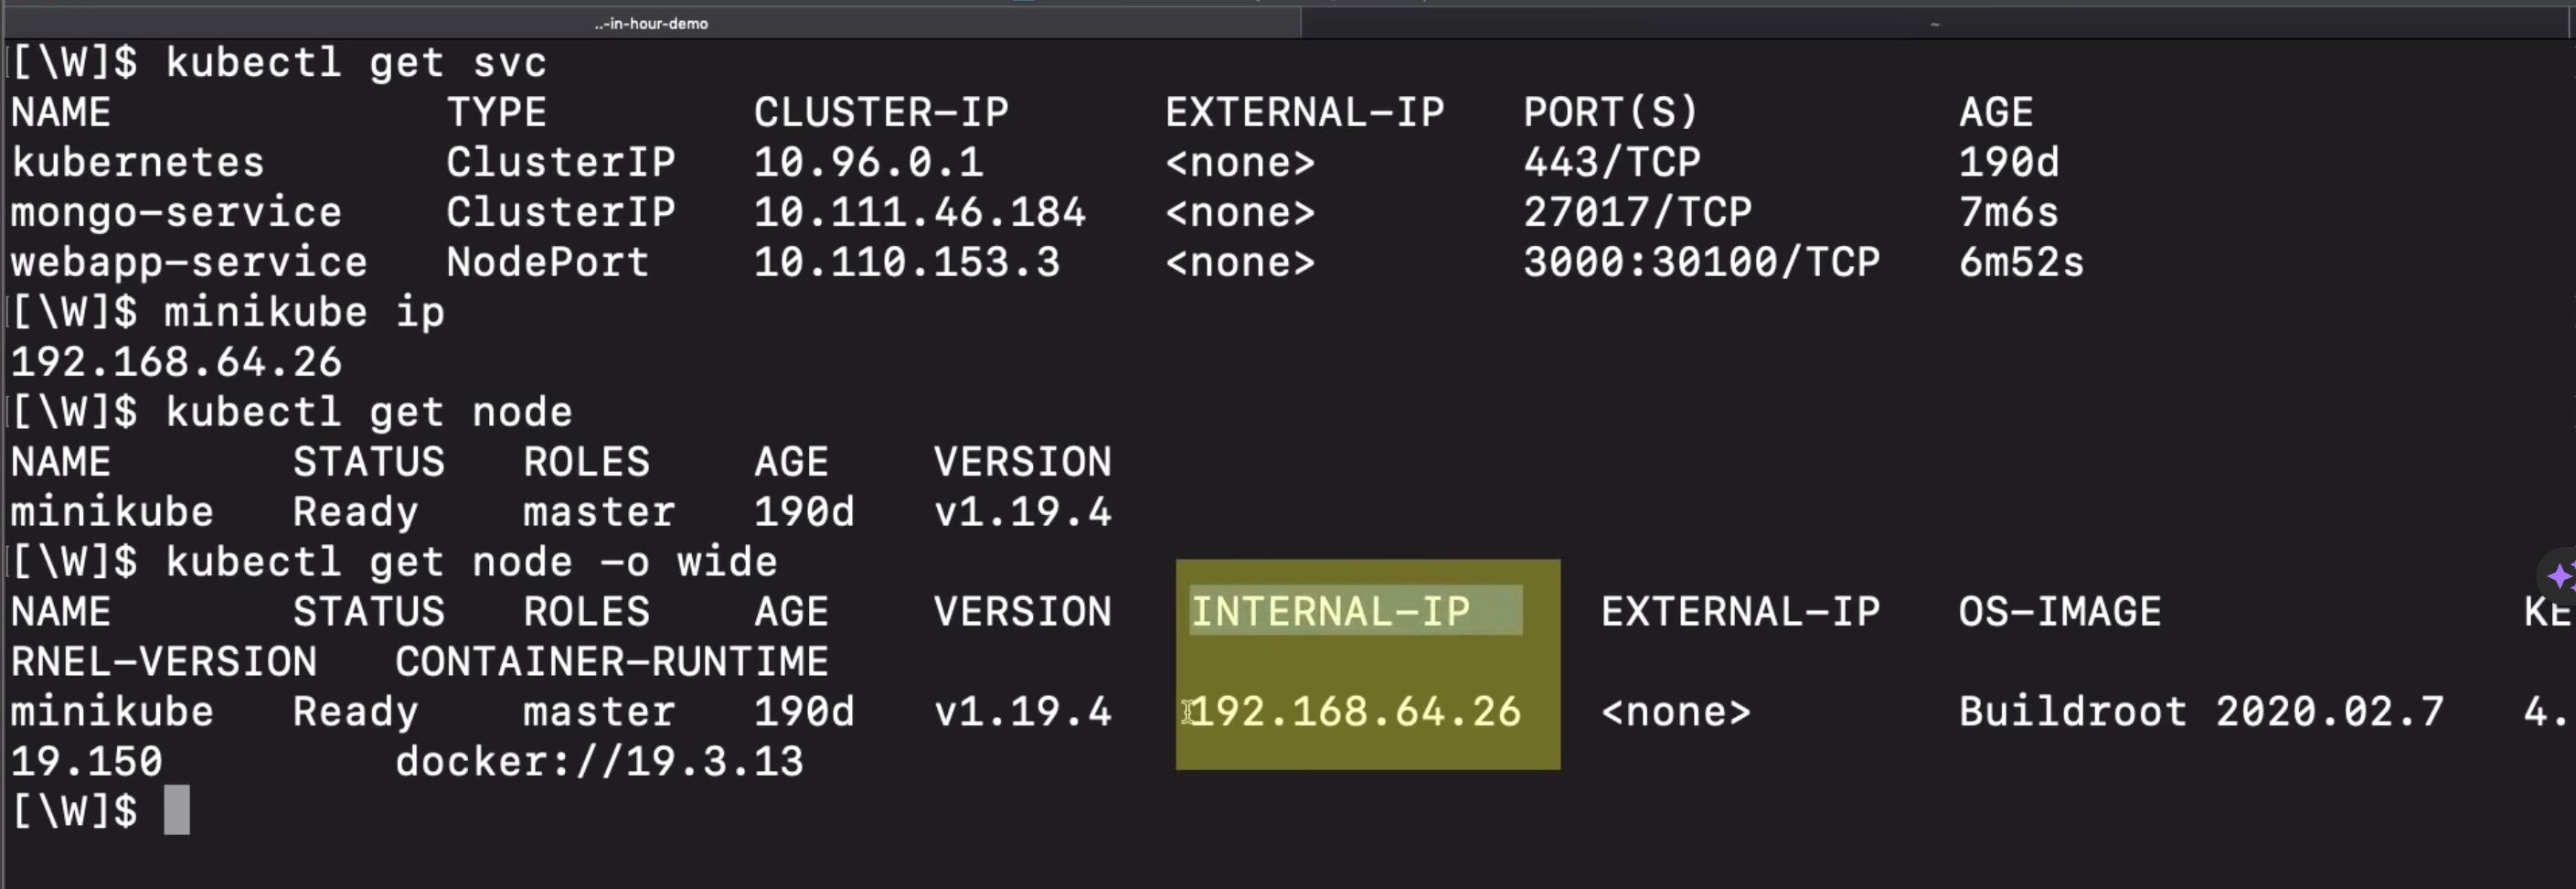 ..-in-hour-demo ~
[\W]$ kubectl get svc
NAME TYPE CLUSTER-IP EXTERNAL-IP PORT(S) AGE
kubernetes ClusterIP 10.96.0.1 <none> 443/TCP 190d
mongo-service ClusterIP 10.111.46.184 <none> 27017/TCP 7m6s
webapp-service NodePort 10.110.153.3 <none> 3000:30100/TCP 6m52s
[\W]$ minikube ip
192.168.64.26
[\W]$ kubectl get node
NAME STATUS ROLES AGE VERSION
minikube Ready master 190d v1.19.4
[\W]$ kubectl get node -o wide
NAME STATUS ROLES AGE VERSION INTERNAL-IP EXTERNAL-IP OS-IMAGE KE
RNEL-VERSION CONTAINER-RUNTIME
minikube Ready master 190d v1.19.4 192.168.64.26 <none> Buildroot 2020.02.7 4.
19.150 docker://19.3.13
[\W]$